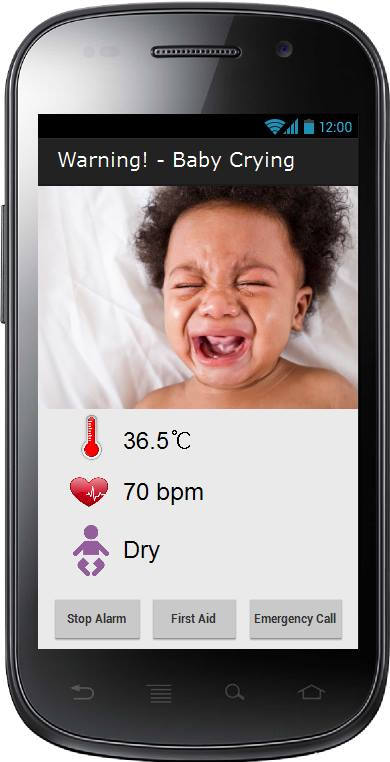 12:00
Warning! - Baby Crying
36.5℃
70 bpm
Dry
Stop Alarm First Aid Emergency Call